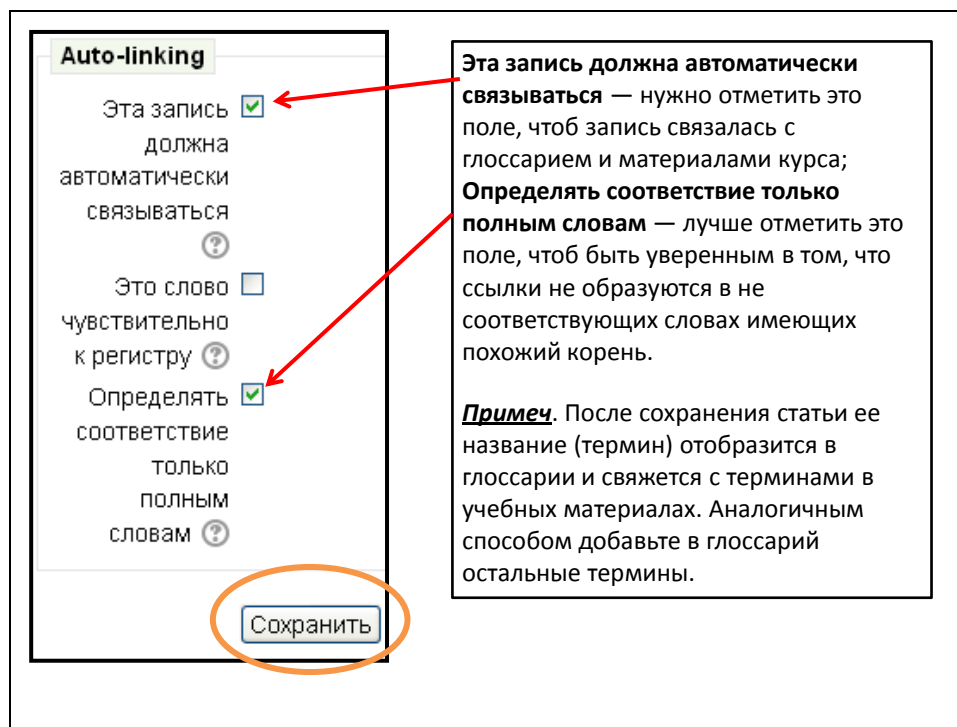 Auto-linking
Эта запись
должна
автоматически
связываться
Это слово
чувствительно
к регистру
Определять
соответствие
только
полным
словам
Сохранить
Эта запись должна автоматически
связываться — нужно отметить это
поле, чтоб запись связалась с
глоссарием и материалами курса;
Определять соответствие только
полным словам — лучше отметить это
поле, чтоб быть уверенным в том, что
ссылки не образуются в не
соответствующих словах имеющих
похожий корень.
Примеч. После сохранения статьи ее
название (термин) отобразится в
глоссарии и свяжется с терминами в
учебных материалах. Аналогичным
способом добавьте в глоссарий
остальные термины.